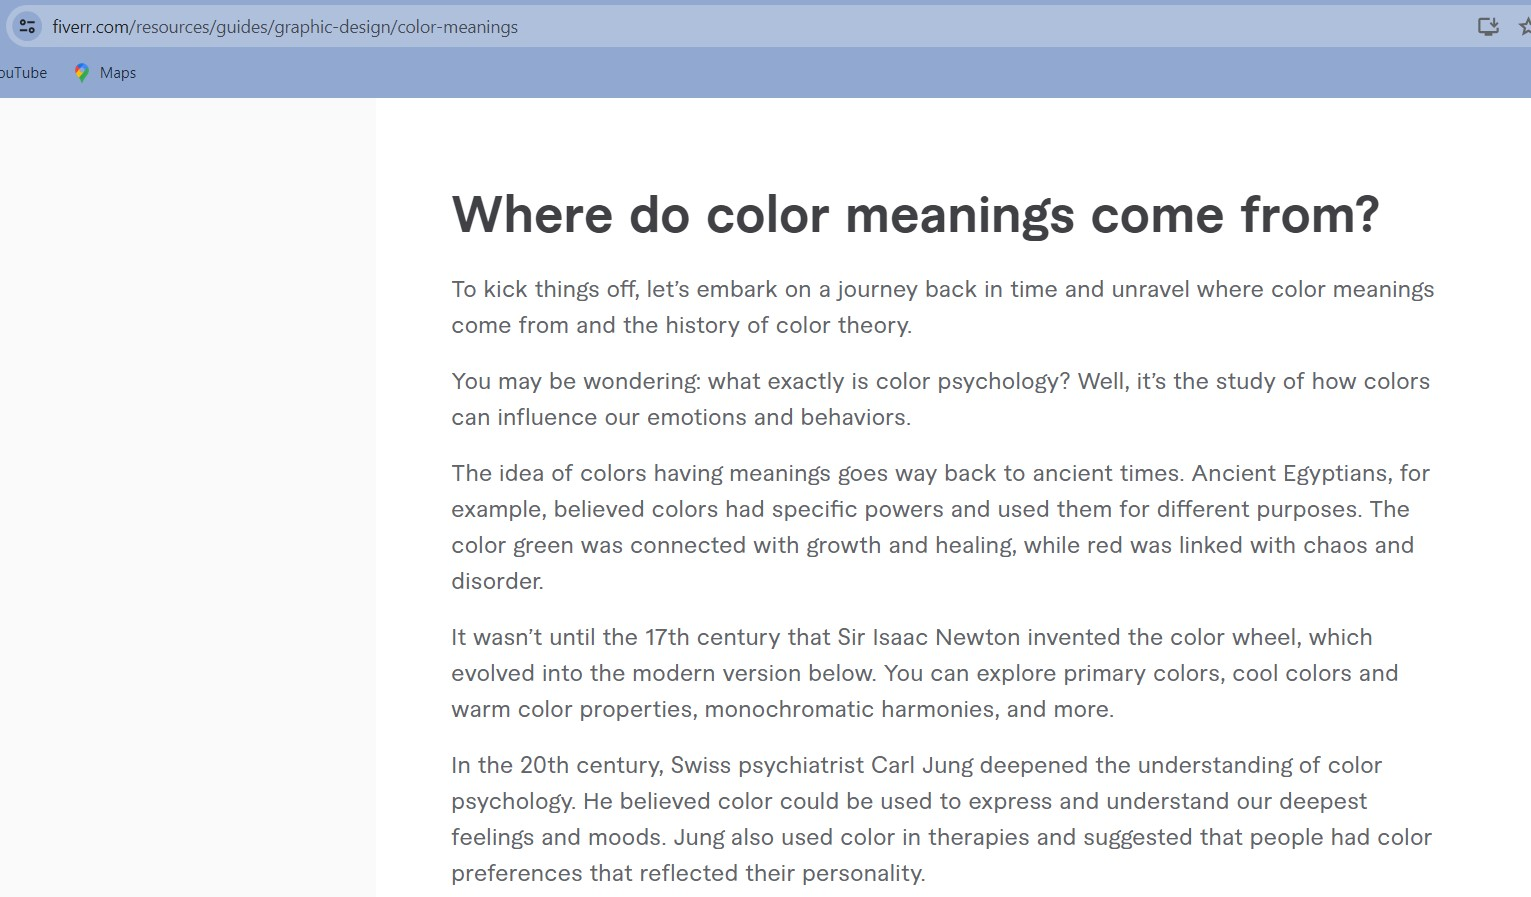 fiverr.com/resources/guides/graphic-design/color-meanings
ouTube Maps
Where do color meanings come from?
To kick things off, let’s embark on a journey back in time and unravel where color meanings
come from and the history of color theory.
You may be wondering: what exactly is color psychology? Well, it’s the study of how colors
can influence our emotions and behaviors.
The idea of colors having meanings goes way back to ancient times. Ancient Egyptians, for
example, believed colors had specific powers and used them for different purposes. The
color green was connected with growth and healing, while red was linked with chaos and
disorder.
It wasn’t until the 17th century that Sir Isaac Newton invented the color wheel, which
evolved into the modern version below. You can explore primary colors, cool colors and
warm color properties, monochromatic harmonies, and more.
In the 20th century, Swiss psychiatrist Carl Jung deepened the understanding of color
psychology. He believed color could be used to express and understand our deepest
feelings and moods. Jung also used color in therapies and suggested that people had color
preferences that reflected their personality.